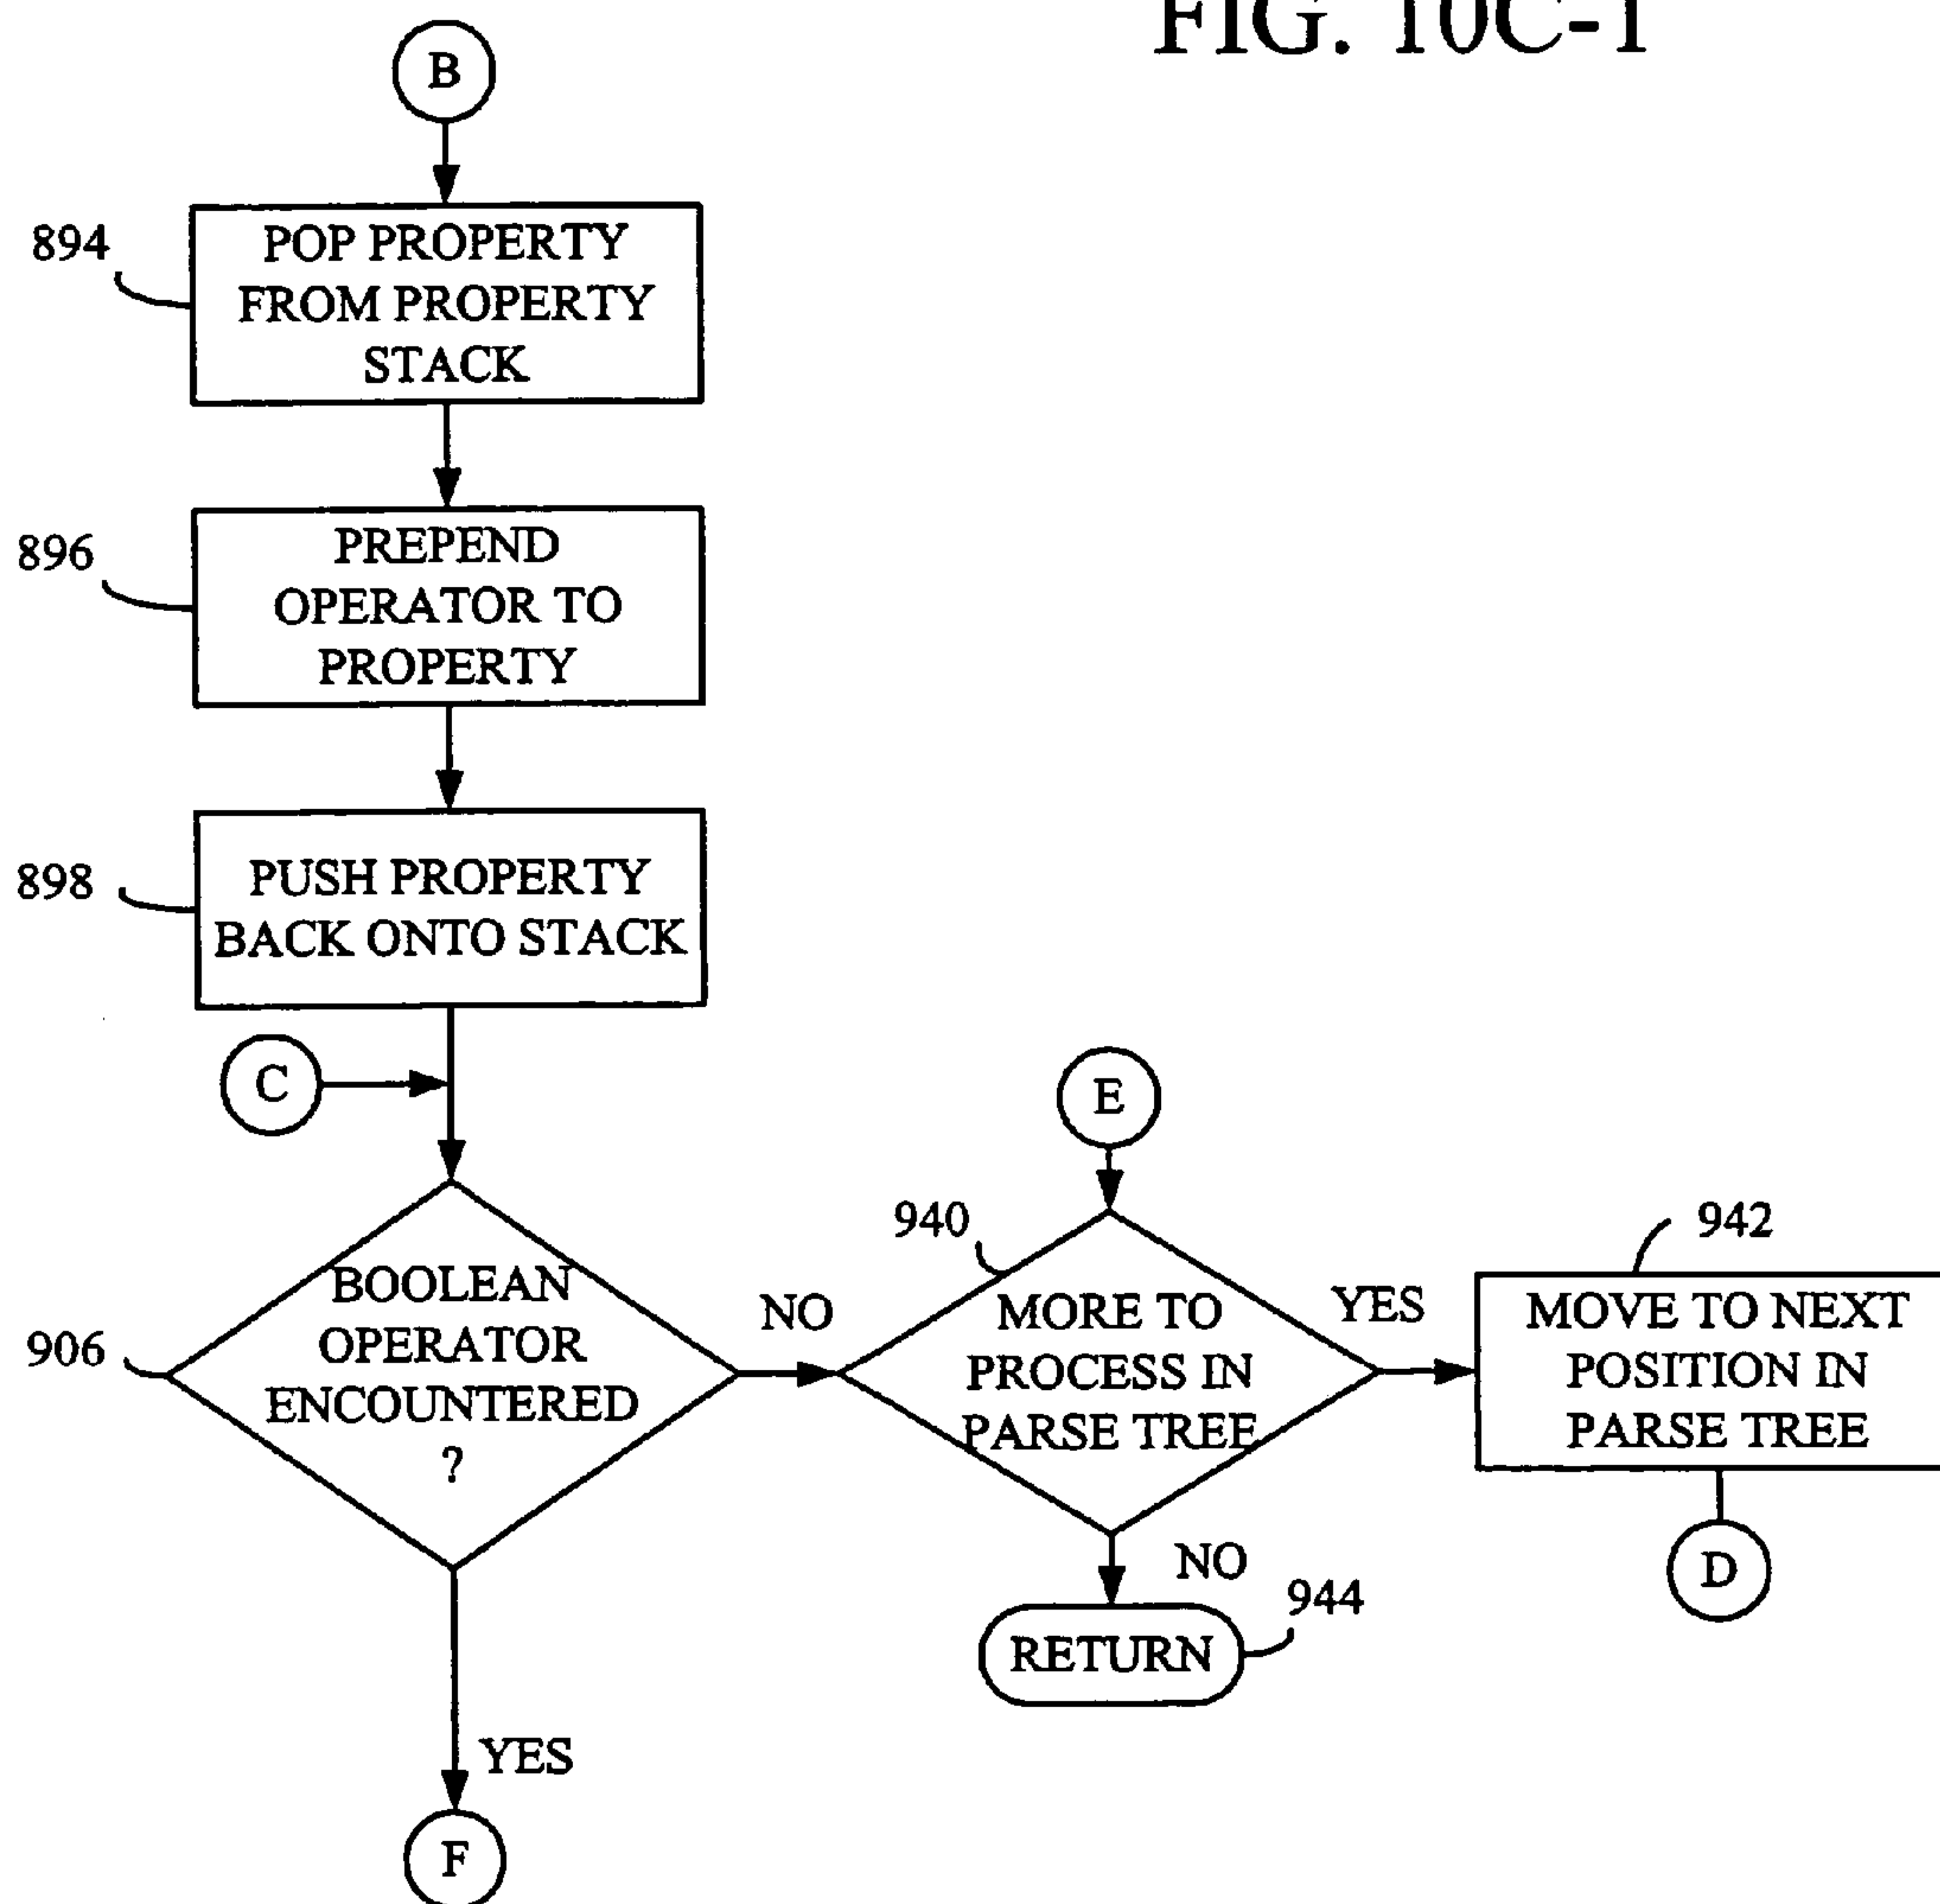 FIG. 10C-1
B
894
POP PROPERTY
FROM PROPERTY
STACK
896
PREPEND
OPERATOR TO
PROPERTY
898
PUSH PROPERTY
BACK ONTO STACK
C
906
BOOLEAN
OPERATOR
ENCOUNTERED
?
NO
YES
F
E
940
MORE TO
PROCESS IN
PARSE TREE
YES
942
MOVE TO NEXT
POSITION IN
PARSE TREE
D
NO
944
RETURN